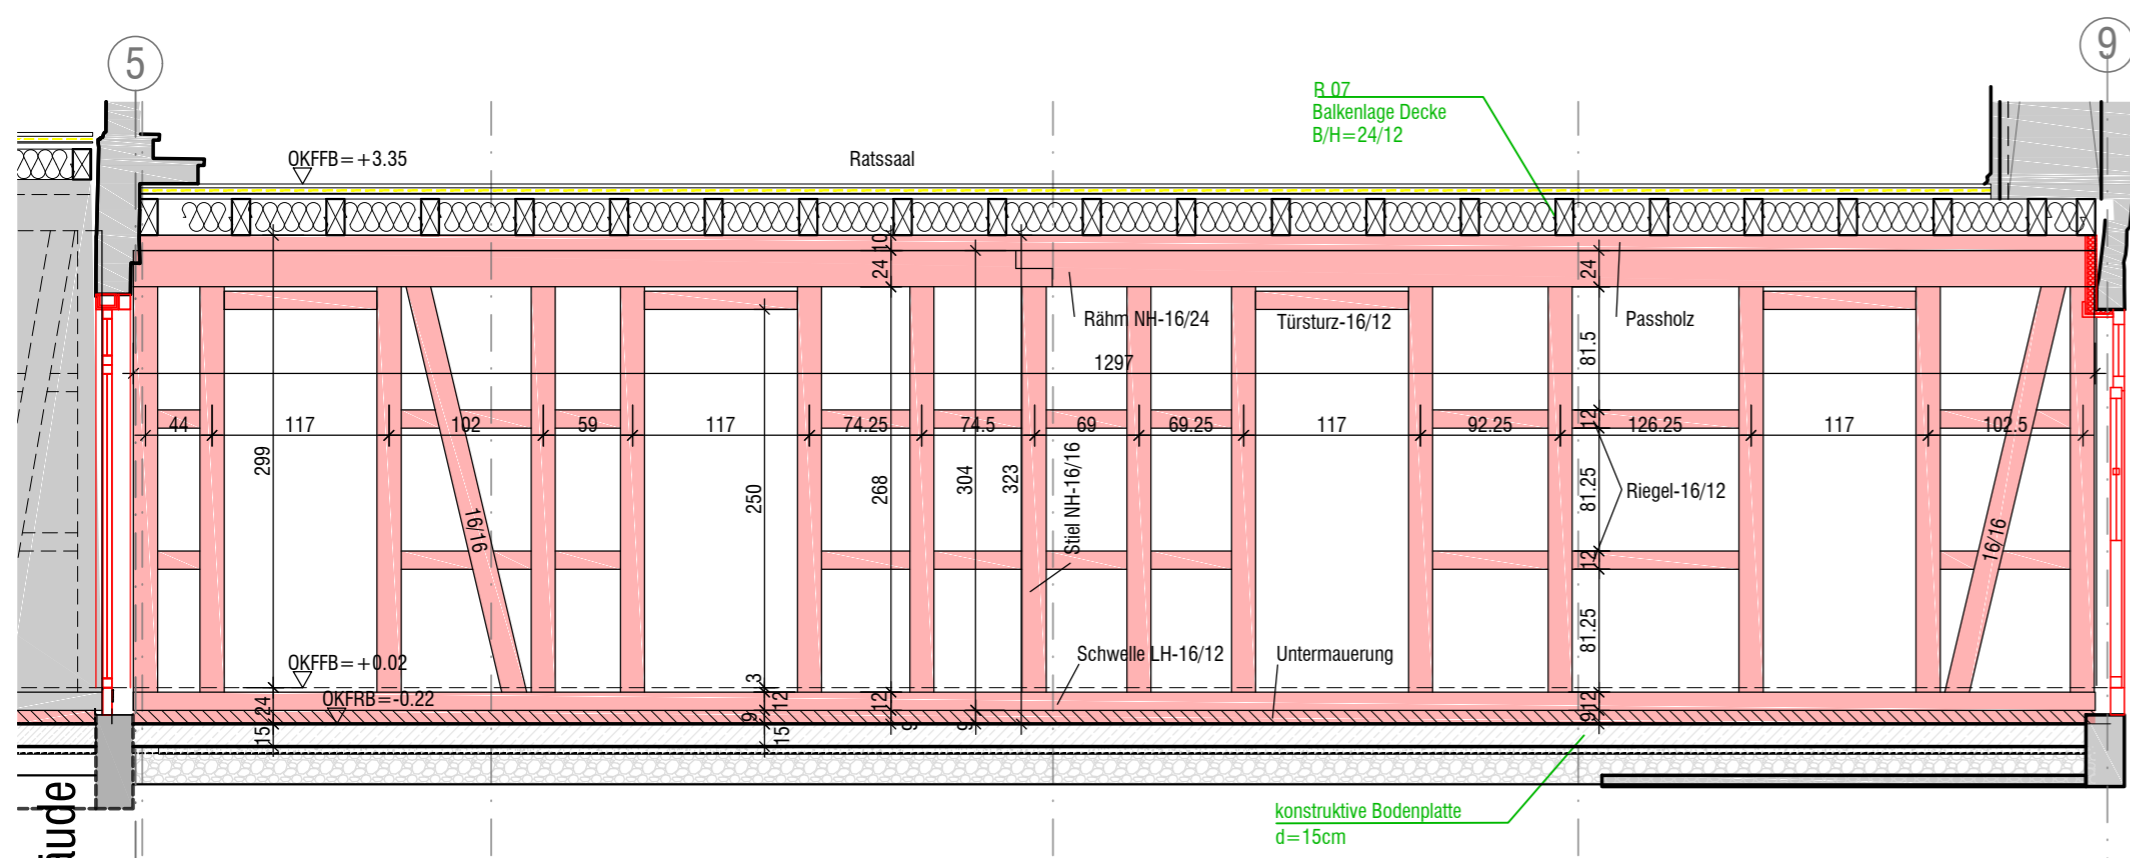 5
9
R 07
Balkenlage Decke
B/H=24/12
OKFFB=+3.35
Ratssaal
10
24
24
Rähm NH-16/24
Türsturz-16/12
Passholz
1297
81.5
44
117
102
59
117
74.25
74.5
69
69.25
117
92.25
12
126.25
117
102.5
299
250
268
304
323
Stiel NH-16/16
81.25
Riegel-16/12
16/16
16/16
12
81.25
OKFFB=+0.02
Schwelle LH-16/12
Untermauerung
3
24
OKFRB=-0.22
12
12
12
9
9
9
9
15
15
äude
konstruktive Bodenplatte
d=15cm